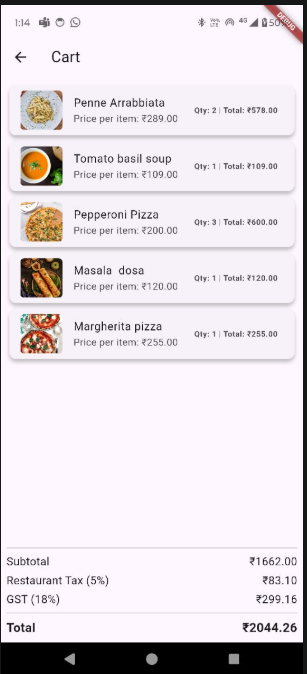 1:14
4G 50
DEBUG
Cart
Penne Arrabbiata
Price per item: ₹289.00
Qty: 2 | Total: ₹578.00
Tomato basil soup
Price per item: ₹109.00
Qty: 1 | Total: ₹109.00
Pepperoni Pizza
Price per item: ₹200.00
Qty: 3 | Total: ₹600.00
Masala dosa
Price per item: ₹120.00
Qty: 1 | Total: ₹120.00
Margherita pizza
Price per item: ₹255.00
Qty: 1 | Total: ₹255.00
Subtotal ₹1662.00
Restaurant Tax (5%) ₹83.10
GST (18%) ₹299.16
Total ₹2044.26